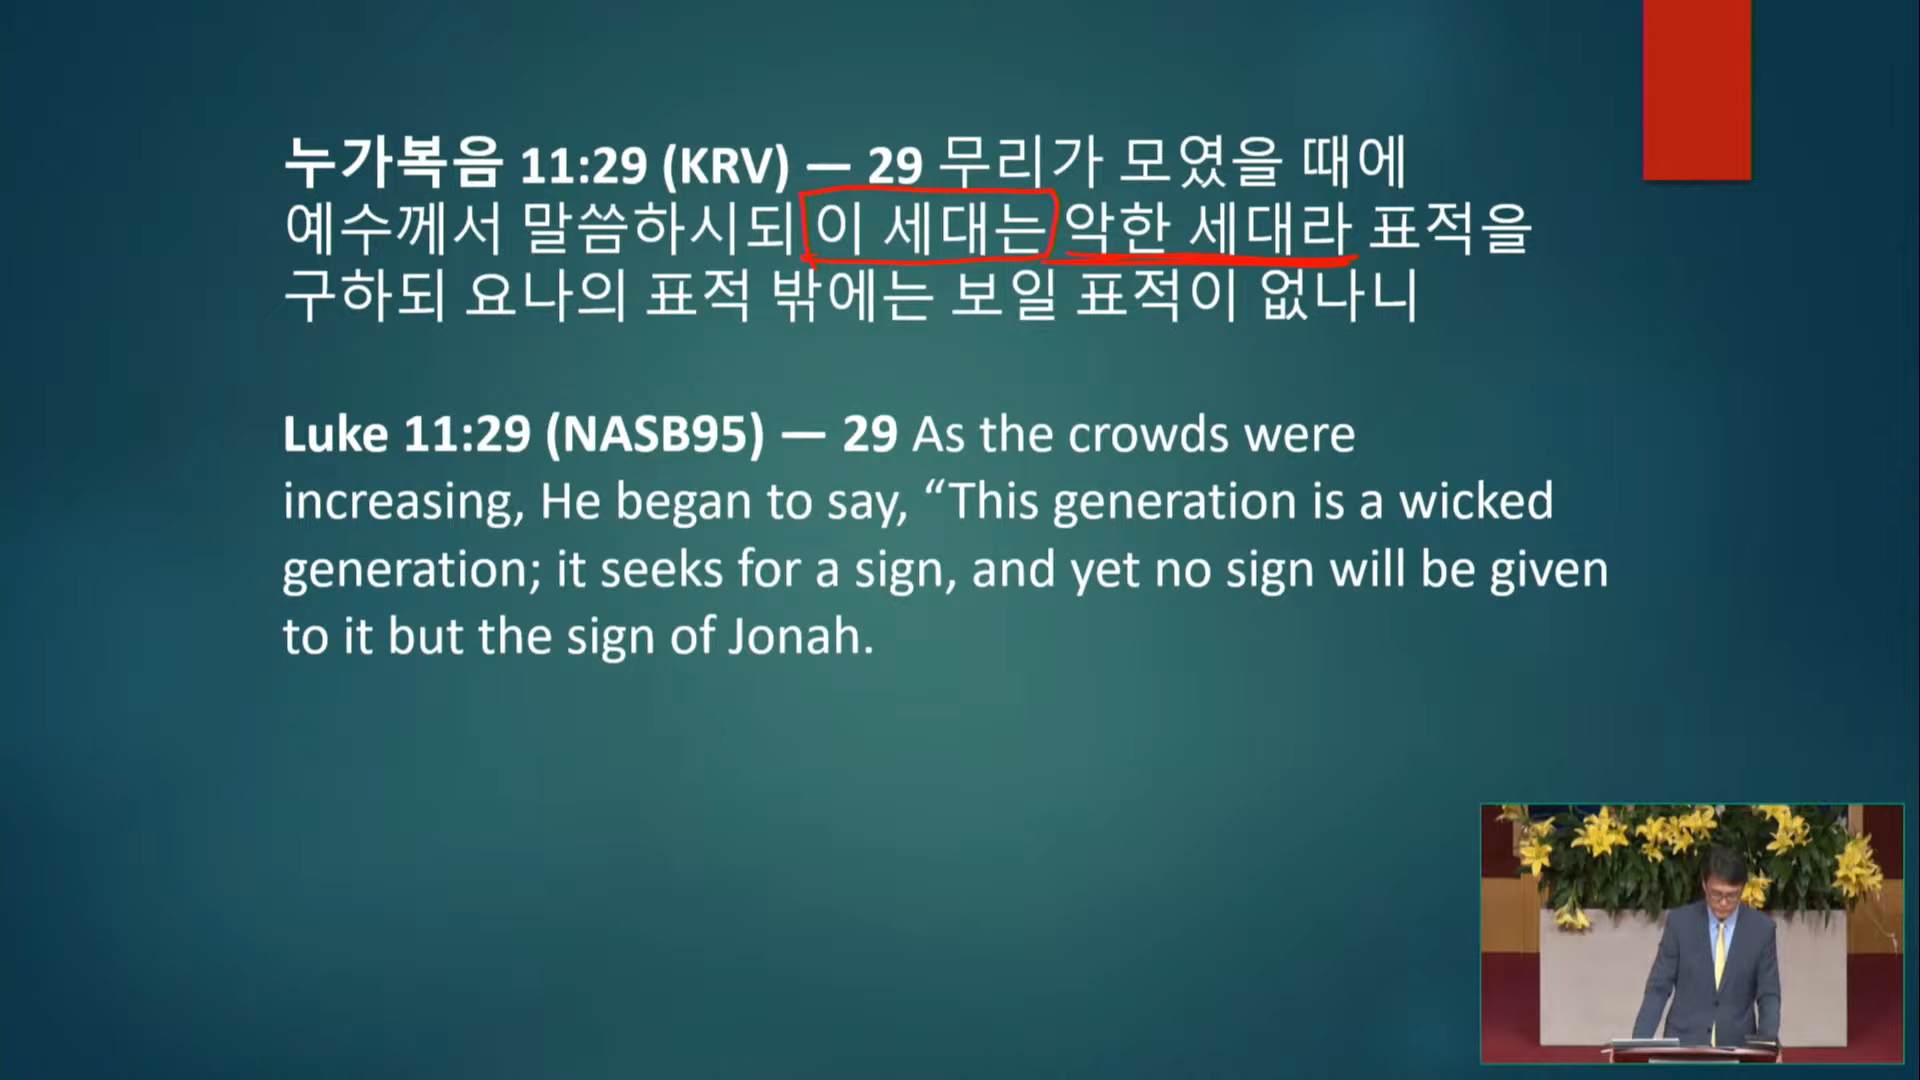 누가복음 11:29 (KRV) — 29 무리가 모였을 때에
예수께서 말씀하시되 이 세대는 악한 세대라 표적을
구하되 요나의 표적 밖에는 보일 표적이 없나니
Luke 11:29 (NASB95) — 29 As the crowds were
increasing, He began to say, “This generation is a wicked
generation; it seeks for a sign, and yet no sign will be given
to it but the sign of Jonah.